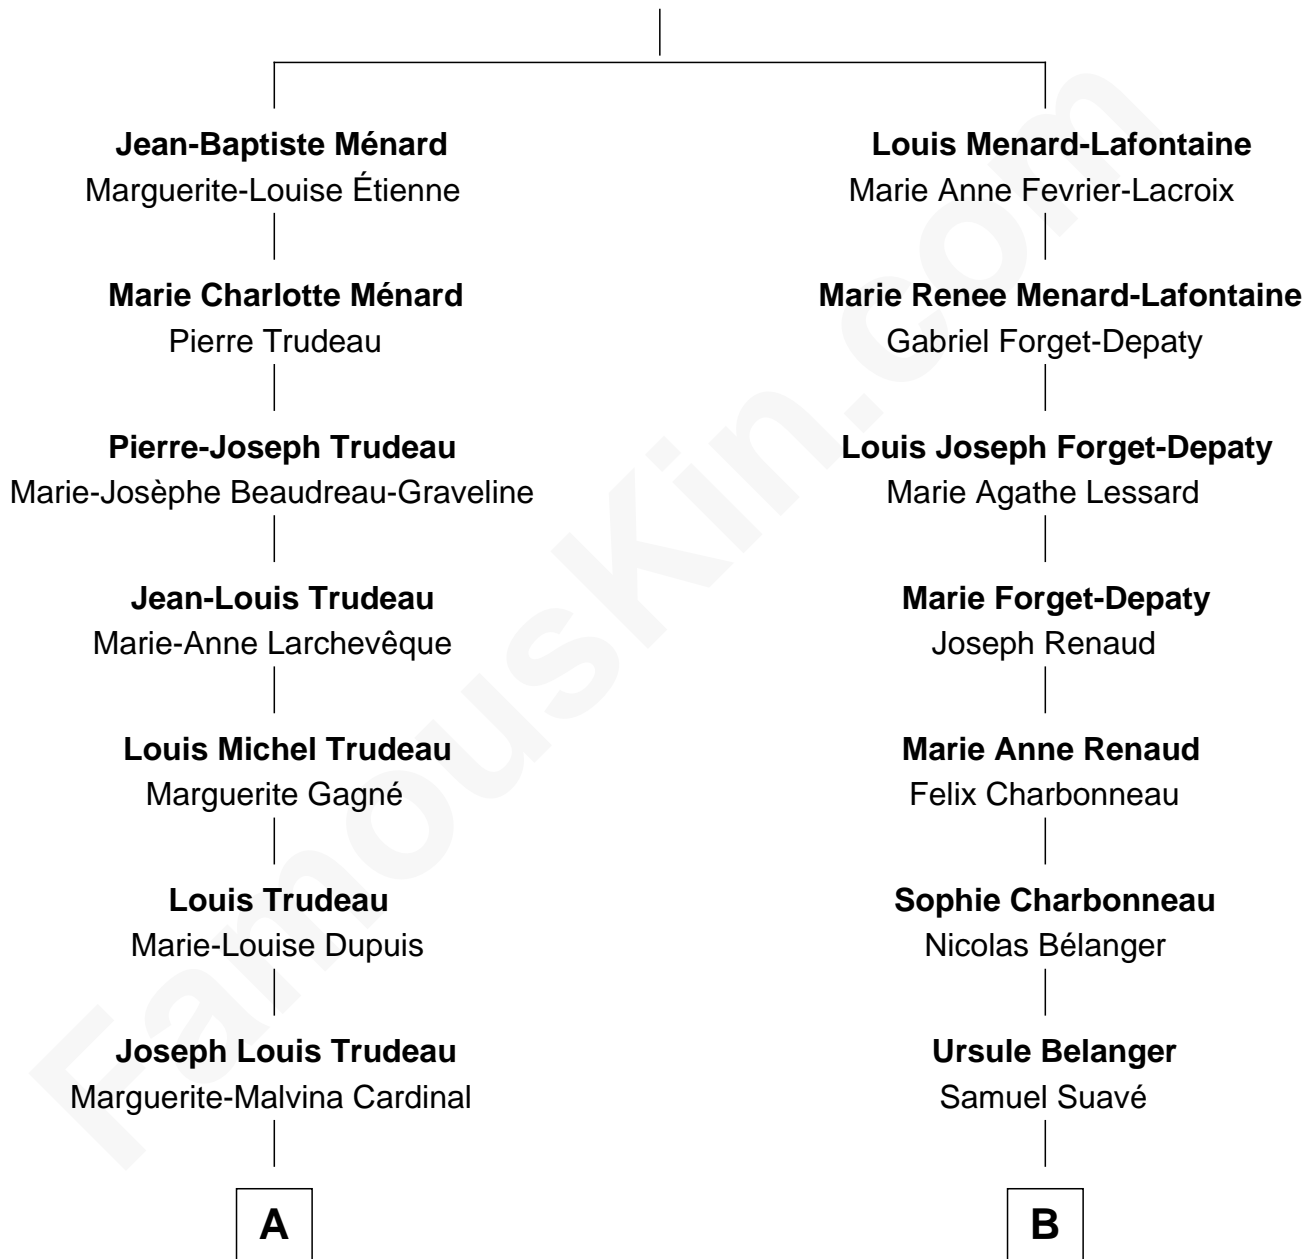 Jean-Baptiste Ménard
Marguerite-Louise Étienne
Marie Charlotte Ménard
Pierre Trudeau
Pierre-Joseph Trudeau
Marie-Josèphe Beaudreau-Graveline
Jean-Louis Trudeau
Marie-Anne Larchevêque
Louis Michel Trudeau
Marguerite Gagné
Louis Trudeau
Marie-Louise Dupuis
Joseph Louis Trudeau
Marguerite-Malvina Cardinal
A
Louis Menard-Lafontaine
Marie Anne Fevrier-Lacroix
Marie Renee Menard-Lafontaine
Gabriel Forget-Depaty
Louis Joseph Forget-Depaty
Marie Agathe Lessard
Marie Forget-Depaty
Joseph Renaud
Marie Anne Renaud
Felix Charbonneau
Sophie Charbonneau
Nicolas Bélanger
Ursule Belanger
Samuel Suavé
B
FamousKin.com